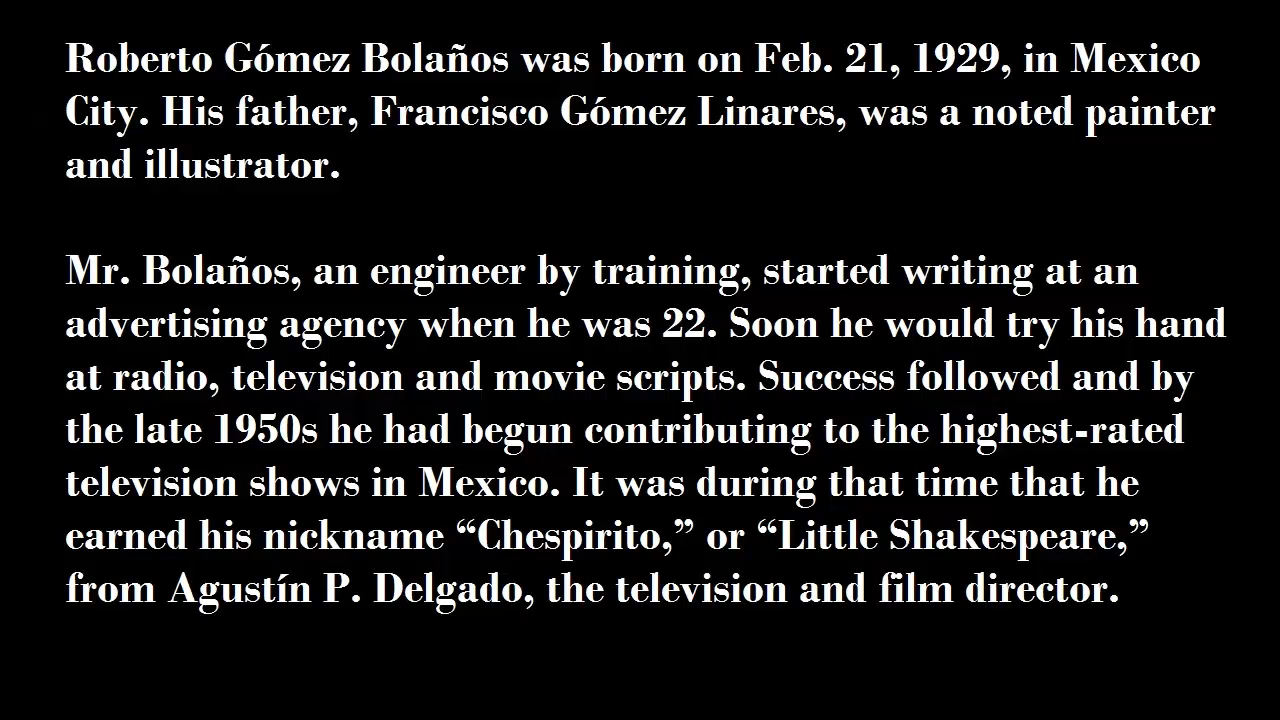 Roberto Gómez Bolaños was born on Feb. 21, 1929, in Mexico
City. His father, Francisco Gómez Linares, was a noted painter
and illustrator.
Mr. Bolaños, an engineer by training, started writing at an
advertising agency when he was 22. Soon he would try his hand
at radio, television and movie scripts. Success followed and by
the late 1950s he had begun contributing to the highest-rated
television shows in Mexico. It was during that time that he
earned his nickname “Chespirito,” or “Little Shakespeare,”
from Agustín P. Delgado, the television and film director.